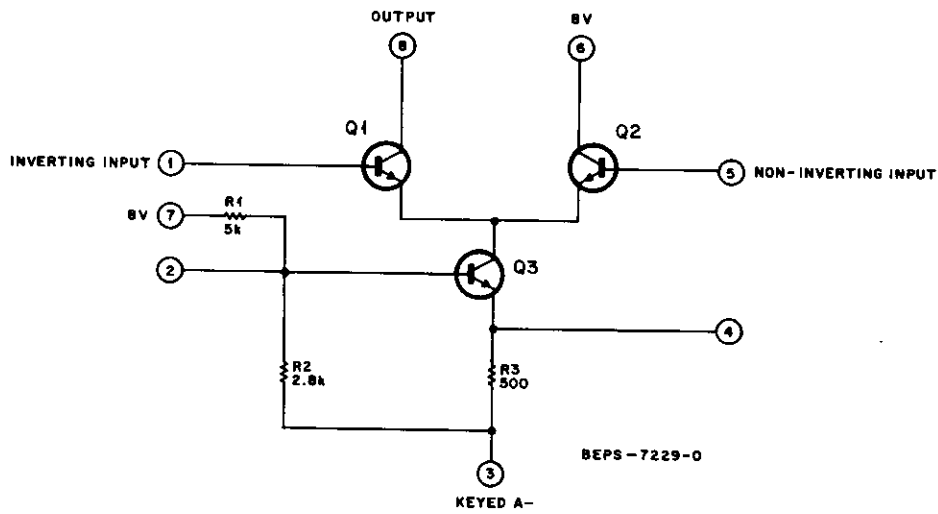 OUTPUT
8V
8
6
Q1
Q2
INVERTING INPUT 1
5 NON-INVERTING INPUT
8V 7
R1
5k
2
Q3
4
R2
2.8k
R3
500
3
KEYED A-
BEPS-7229-0